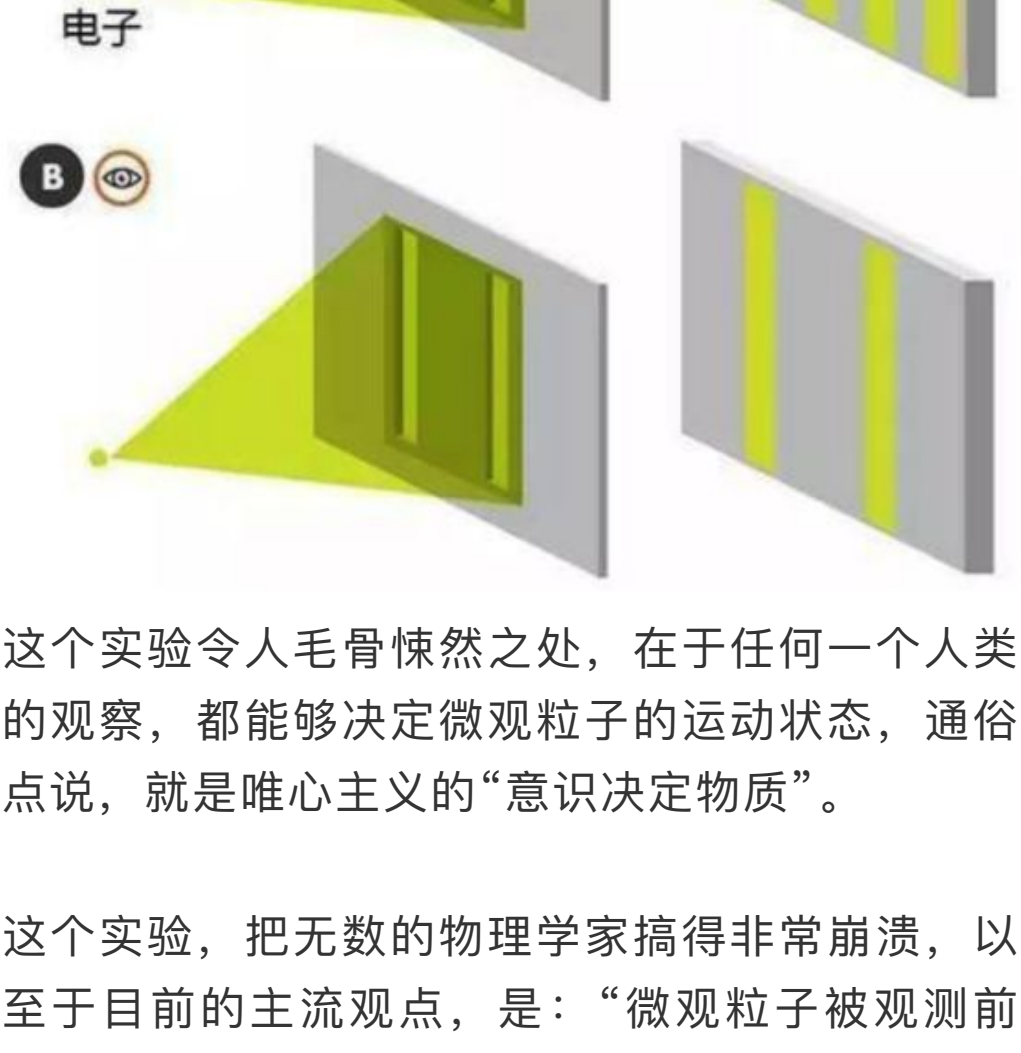 电子
B
这个实验令人毛骨悚然之处，在于任何一个人类
的观察，都能够决定微观粒子的运动状态，通俗
点说，就是唯心主义的“意识决定物质”。
这个实验，把无数的物理学家搞得非常崩溃，以
至于目前的主流观点，是：“微观粒子被观测前